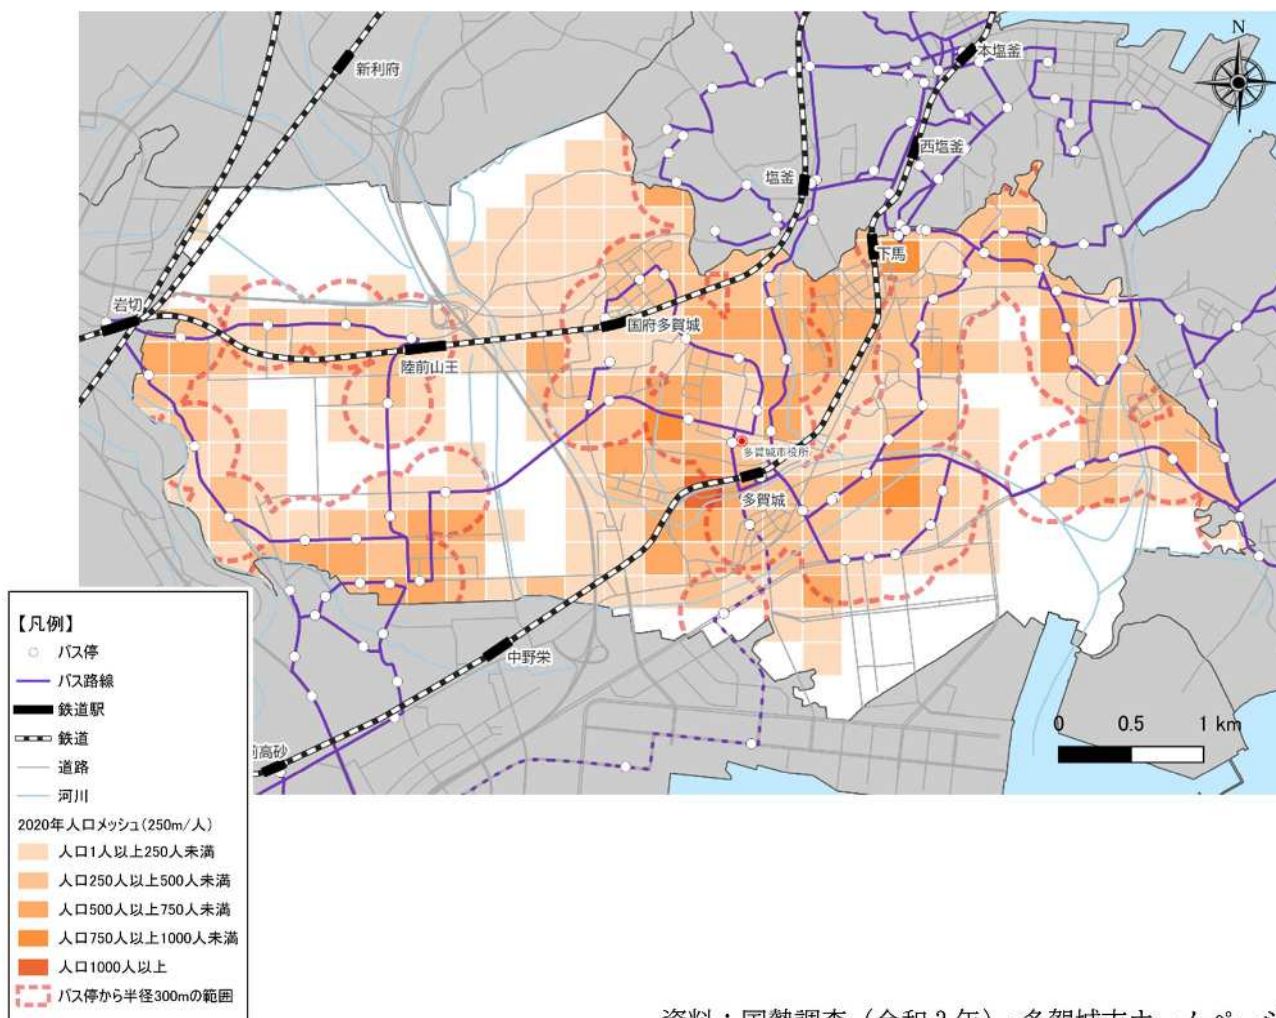 N
本塩釜
新利府
西塩釜
塩釜
下馬
岩切
国府多賀城
陸前山王
多賀城市役所
多賀城
中野栄
高砂
0 0.5 1 km
【凡例】
バス停
バス路線
鉄道駅
鉄道
道路
河川
2020年人口メッシュ(250m/人)
人口1人以上250人未満
人口250人以上500人未満
人口500人以上750人未満
人口750人以上1000人未満
人口1000人以上
バス停から半径300mの範囲